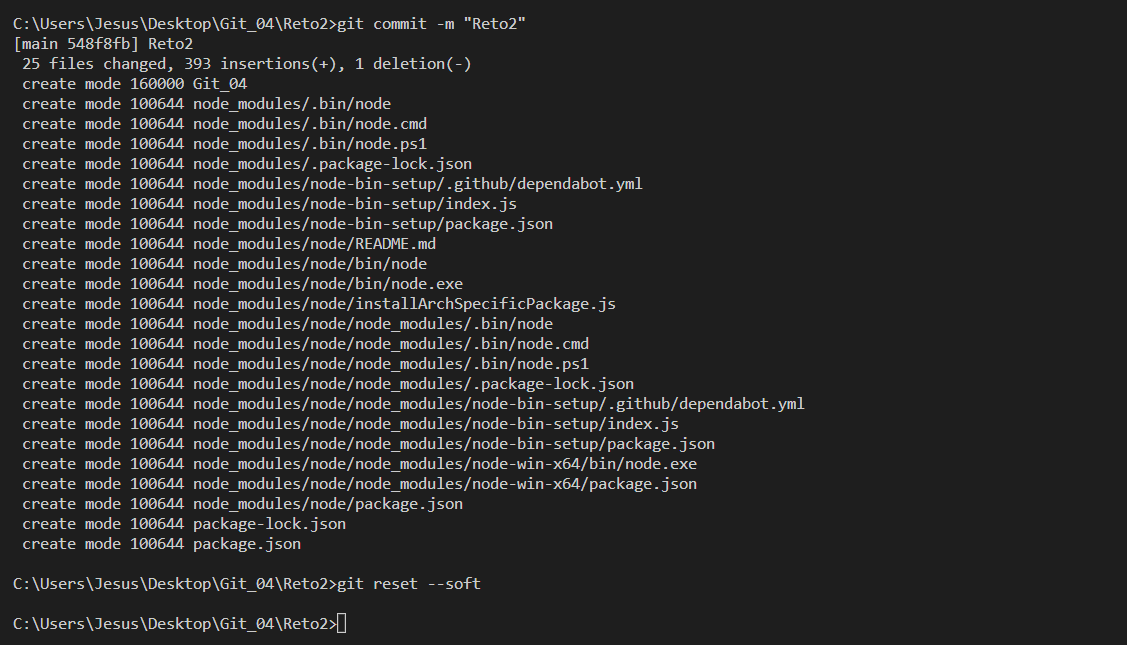 C:\Users\Jesus\Desktop\Git_04\Reto2>git commit -m "Reto2"
[main 548f8fb] Reto2
 25 files changed, 393 insertions(+), 1 deletion(-)
 create mode 160000 Git_04
 create mode 100644 node_modules/.bin/node
 create mode 100644 node_modules/.bin/node.cmd
 create mode 100644 node_modules/.bin/node.ps1
 create mode 100644 node_modules/.package-lock.json
 create mode 100644 node_modules/node-bin-setup/.github/dependabot.yml
 create mode 100644 node_modules/node-bin-setup/index.js
 create mode 100644 node_modules/node-bin-setup/package.json
 create mode 100644 node_modules/node/README.md
 create mode 100644 node_modules/node/bin/node
 create mode 100644 node_modules/node/bin/node.exe
 create mode 100644 node_modules/node/installArchSpecificPackage.js
 create mode 100644 node_modules/node/node_modules/.bin/node
 create mode 100644 node_modules/node/node_modules/.bin/node.cmd
 create mode 100644 node_modules/node/node_modules/.bin/node.ps1
 create mode 100644 node_modules/node/node_modules/.package-lock.json
 create mode 100644 node_modules/node/node_modules/node-bin-setup/.github/dependabot.yml
 create mode 100644 node_modules/node/node_modules/node-bin-setup/index.js
 create mode 100644 node_modules/node/node_modules/node-bin-setup/package.json
 create mode 100644 node_modules/node/node_modules/node-win-x64/bin/node.exe
 create mode 100644 node_modules/node/node_modules/node-win-x64/package.json
 create mode 100644 node_modules/node/package.json
 create mode 100644 package-lock.json
 create mode 100644 package.json
C:\Users\Jesus\Desktop\Git_04\Reto2>git reset --soft
C:\Users\Jesus\Desktop\Git_04\Reto2>